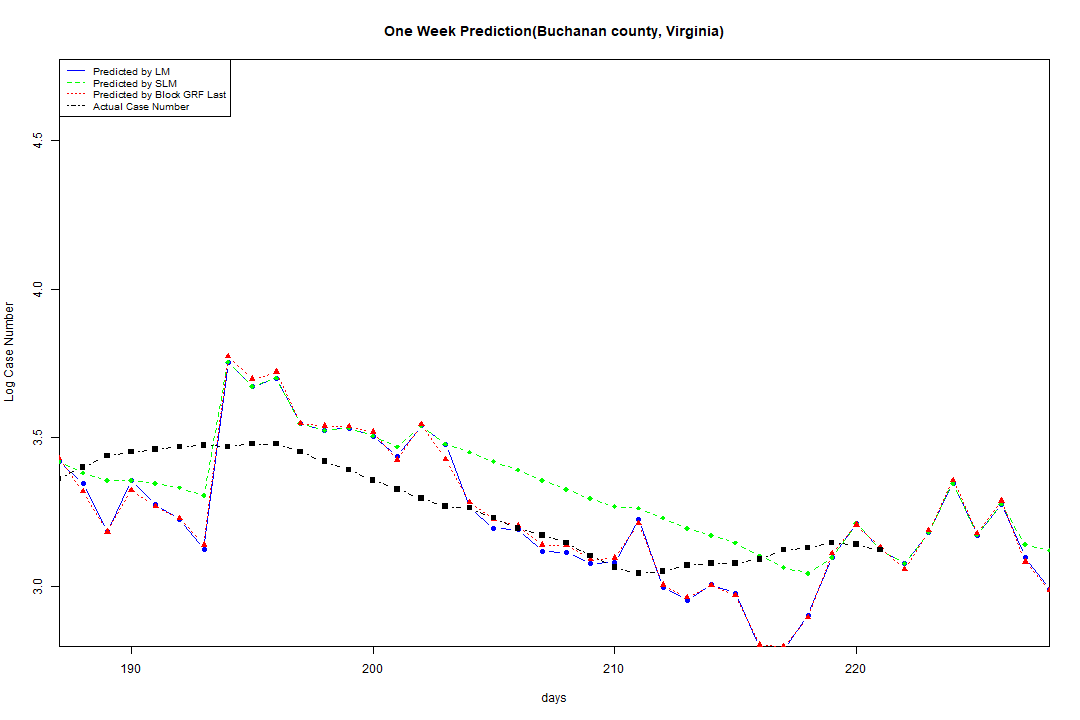 One Week Prediction(Buchanan county, Virginia)
Predicted by LM
Predicted by SLM
Predicted by Block GRF Last
Actual Case Number
4.5
4.0
3.5
3.0
Log Case Number
190
200
210
220
days